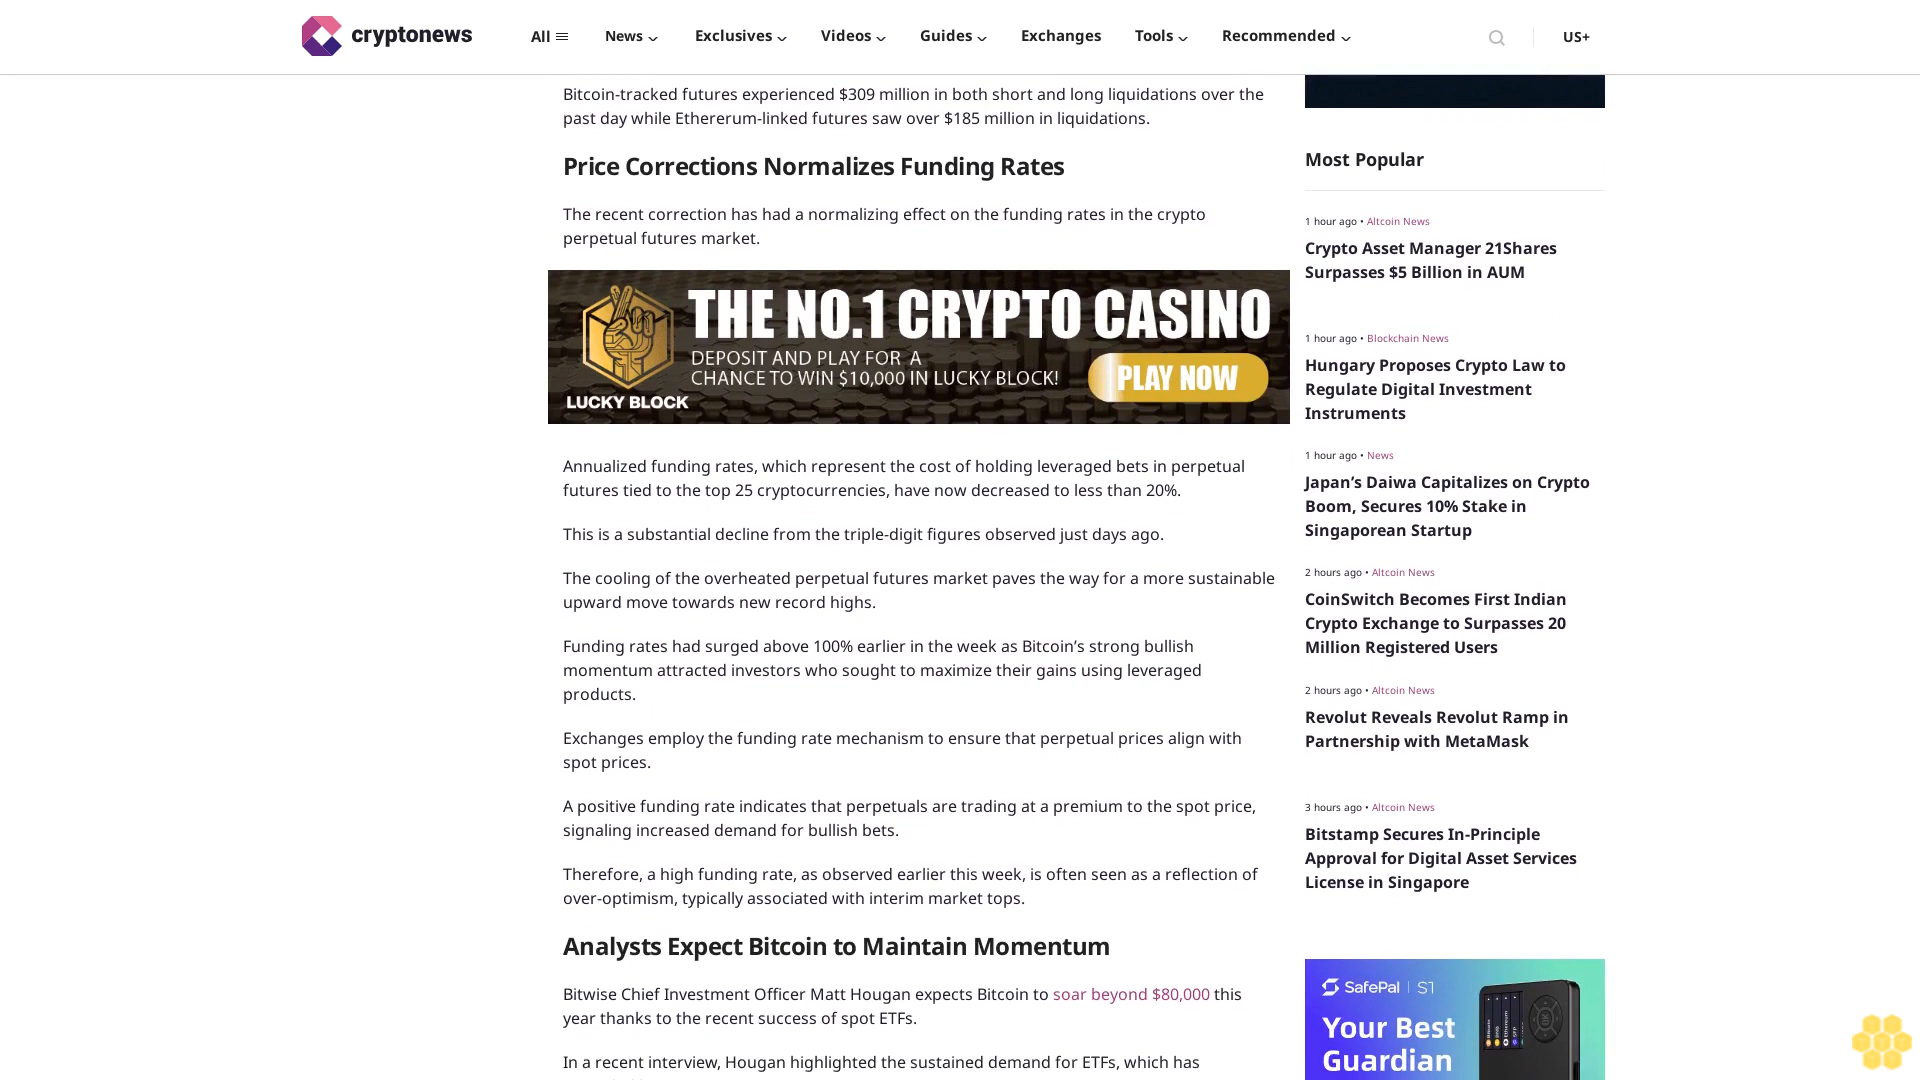 cryptonews
All
News
Exclusives
Videos
Guides
Exchanges
Tools
Recommended
US+
Bitcoin-tracked futures experienced $309 million in both short and long liquidations over the
past day while Ethererum-linked futures saw over $185 million in liquidations.
Price Corrections Normalizes Funding Rates
The recent correction has had a normalizing effect on the funding rates in the crypto
perpetual futures market.
THE NO.1 CRYPTO CASINO
DEPOSIT AND PLAY FOR A
CHANCE TO WIN $10,000 IN LUCKY BLOCK!
PLAY NOW
LUCKY BLOCK
Annualized funding rates, which represent the cost of holding leveraged bets in perpetual
futures tied to the top 25 cryptocurrencies, have now decreased to less than 20%.
This is a substantial decline from the triple-digit figures observed just days ago.
The cooling of the overheated perpetual futures market paves the way for a more sustainable
upward move towards new record highs.
Funding rates had surged above 100% earlier in the week as Bitcoin’s strong bullish
momentum attracted investors who sought to maximize their gains using leveraged
products.
Exchanges employ the funding rate mechanism to ensure that perpetual prices align with
spot prices.
A positive funding rate indicates that perpetuals are trading at a premium to the spot price,
signaling increased demand for bullish bets.
Therefore, a high funding rate, as observed earlier this week, is often seen as a reflection of
over-optimism, typically associated with interim market tops.
Analysts Expect Bitcoin to Maintain Momentum
Bitwise Chief Investment Officer Matt Hougan expects Bitcoin to soar beyond $80,000 this
year thanks to the recent success of spot ETFs.
In a recent interview, Hougan highlighted the sustained demand for ETFs, which has
Most Popular
1 hour ago • Altcoin News
Crypto Asset Manager 21Shares
Surpasses $5 Billion in AUM
1 hour ago • Blockchain News
Hungary Proposes Crypto Law to
Regulate Digital Investment
Instruments
1 hour ago • News
Japan’s Daiwa Capitalizes on Crypto
Boom, Secures 10% Stake in
Singaporean Startup
2 hours ago • Altcoin News
CoinSwitch Becomes First Indian
Crypto Exchange to Surpasses 20
Million Registered Users
2 hours ago • Altcoin News
Revolut Reveals Revolut Ramp in
Partnership with MetaMask
3 hours ago • Altcoin News
Bitstamp Secures In-Principle
Approval for Digital Asset Services
License in Singapore
SafePal | S1
Your Best
Guardian